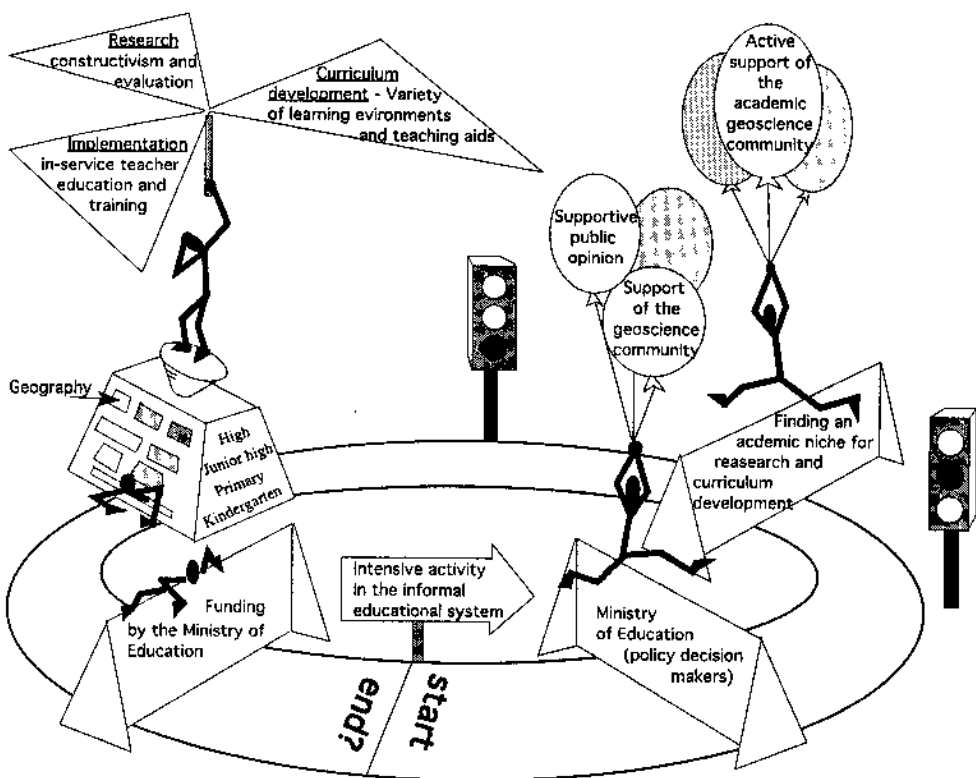 Research
constructivism and
evaluation
Curriculum
development - Variety
of learning evironments
and teaching aids
Implementation
in-service teacher
education and
training
Active
support of
the
academic
geoscience
community
Supportive
public
opinion
Support
of the
geoscience
community
Geography
High
Junior high
Primary
Kindergarten
Finding an
acdemic niche for
reasearch and
curriculum
development
Funding
by the Ministry of
Education
Intensive activity
in the informal
educational system
Ministry
of Education
(policy decision
makers)
start
end?